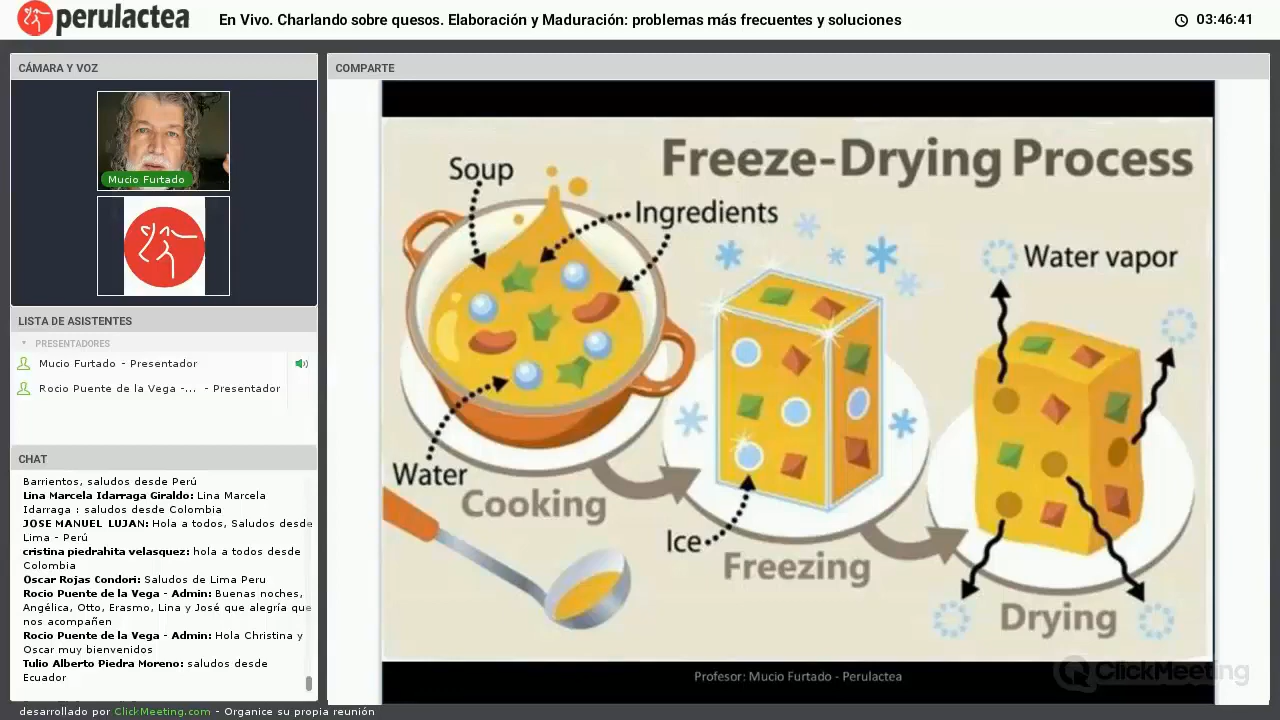 perulactea
En Vivo. Charlando sobre quesos. Elaboración y Maduración: problemas más frecuentes y soluciones
03:46:41
CÁMARA Y VOZ
Mucio Furtado
LISTA DE ASISTENTES
PRESENTADORES
Mucio Furtado - Presentador
Rocio Puente de la Vega -... - Presentador
CHAT
Barrientos, saludos desde Perú
Lina Marcela Idarraga Giraldo: Lina Marcela
Idarraga : saludos desde Colombia
JOSE MANUEL LUJAN: Hola a todos, Saludos desde
Lima - Perú
cristina piedrahita velasquez: hola a todos desde
Colombia
Oscar Rojas Condori: Saludos de Lima Peru
Rocio Puente de la Vega - Admin: Buenas noches,
Angélica, Otto, Erasmo, Lina y José que alegría que
nos acompañen
Rocio Puente de la Vega - Admin: Hola Christina y
Oscar muy bienvenidos
Tulio Alberto Piedra Moreno: saludos desde
Ecuador
COMPARTE
Freeze-Drying Process
Soup
Ingredients
Water vapor
Water
Cooking
Ice
Freezing
Drying
Profesor: Mucio Furtado - Perulactea
ClickMeeting
desarrollado por ClickMeeting.com - Organice su propia reunión